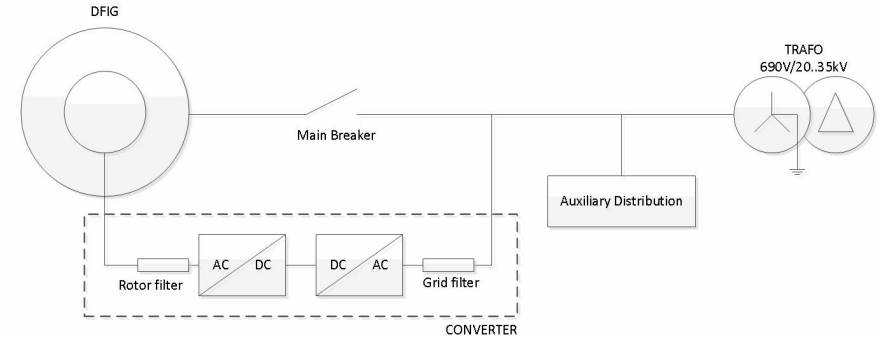 DFIG
TRAFO
690V/20..35kV
Main Breaker
Auxiliary Distribution
AC
DC
DC
AC
Rotor filter
Grid filter
CONVERTER